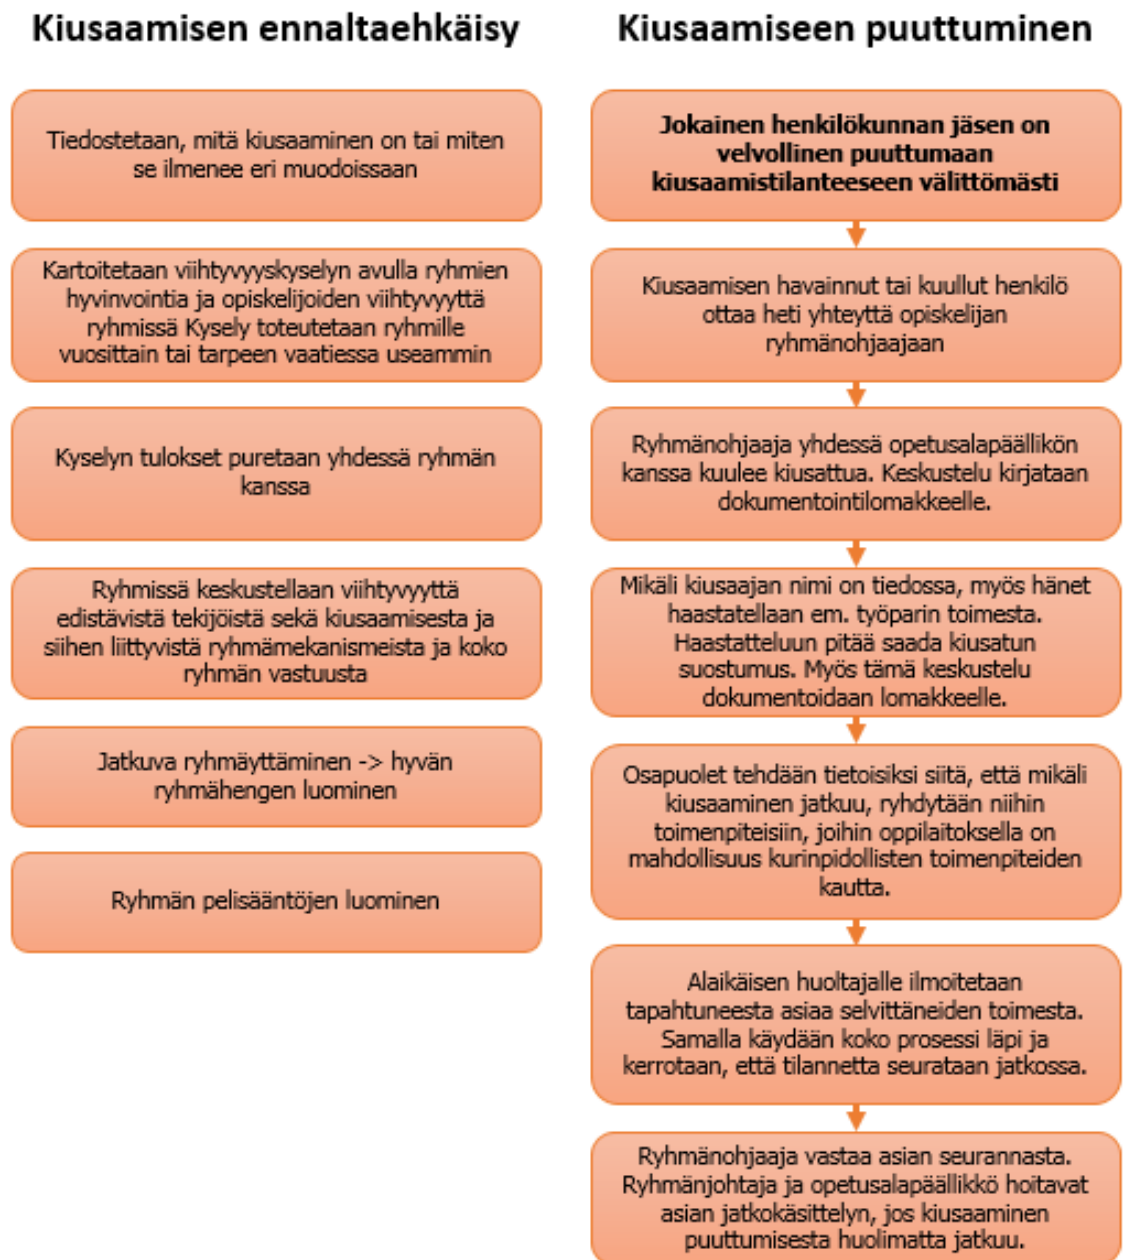 Kiusaamisen ennaltaehkäisy
Tiedostetaan, mitä kiusaaminen on tai miten
se ilmenee eri muodoissaan
Kartoitetaan viihtyvyyskyselyn avulla ryhmien
hyvinvointia ja opiskelijoiden viihtyvyyttä
ryhmissä Kysely toteutetaan ryhmille
vuosittain tai tarpeen vaatiessa useammin
Kyselyn tulokset puretaan yhdessä ryhmän
kanssa
Ryhmissä keskustellaan viihtyvyyttä
edistävistä tekijöistä sekä kiusaamisesta ja
siihen liittyvistä ryhmämekanismeista ja koko
ryhmän vastuusta
Jatkuva ryhmäyttäminen -> hyvän
ryhmähengen luominen
Ryhmän pelisääntöjen luominen
Kiusaamiseen puuttuminen
Jokainen henkilökunnan jäsen on
velvollinen puuttumaan
kiusaamistilanteeseen välittömästi
Kiusaamisen havainnut tai kuullut henkilö
ottaa heti yhteyttä opiskelijan
ryhmänohjaajaan
Ryhmänohjaaja yhdessä opetusalapäällikön
kanssa kuulee kiusattua. Keskustelu kirjataan
dokumentointilomakkeelle.
Mikäli kiusaajan nimi on tiedossa, myös hänet
haastatellaan em. työparin toimesta.
Haastatteluun pitää saada kiusatun
suostumus. Myös tämä keskustelu
dokumentoidaan lomakkeelle.
Osapuolet tehdään tietoisiksi siitä, että mikäli
kiusaaminen jatkuu, ryhdytään niihin
toimenpiteisiin, joihin oppilaitoksella on
mahdollisuus kurinpidollisten toimenpiteiden
kautta.
Alaikäisen huoltajalle ilmoitetaan
tapahtuneesta asiaa selvittäneiden toimesta.
Samalla käydään koko prosessi läpi ja
kerrotaan, että tilannetta seurataan jatkossa.
Ryhmänohjaaja vastaa asian seurannasta.
Ryhmänjohtaja ja opetusalapäällikkö hoitavat
asian jatkokäsittelyn, jos kiusaaminen
puuttumisesta huolimatta jatkuu.